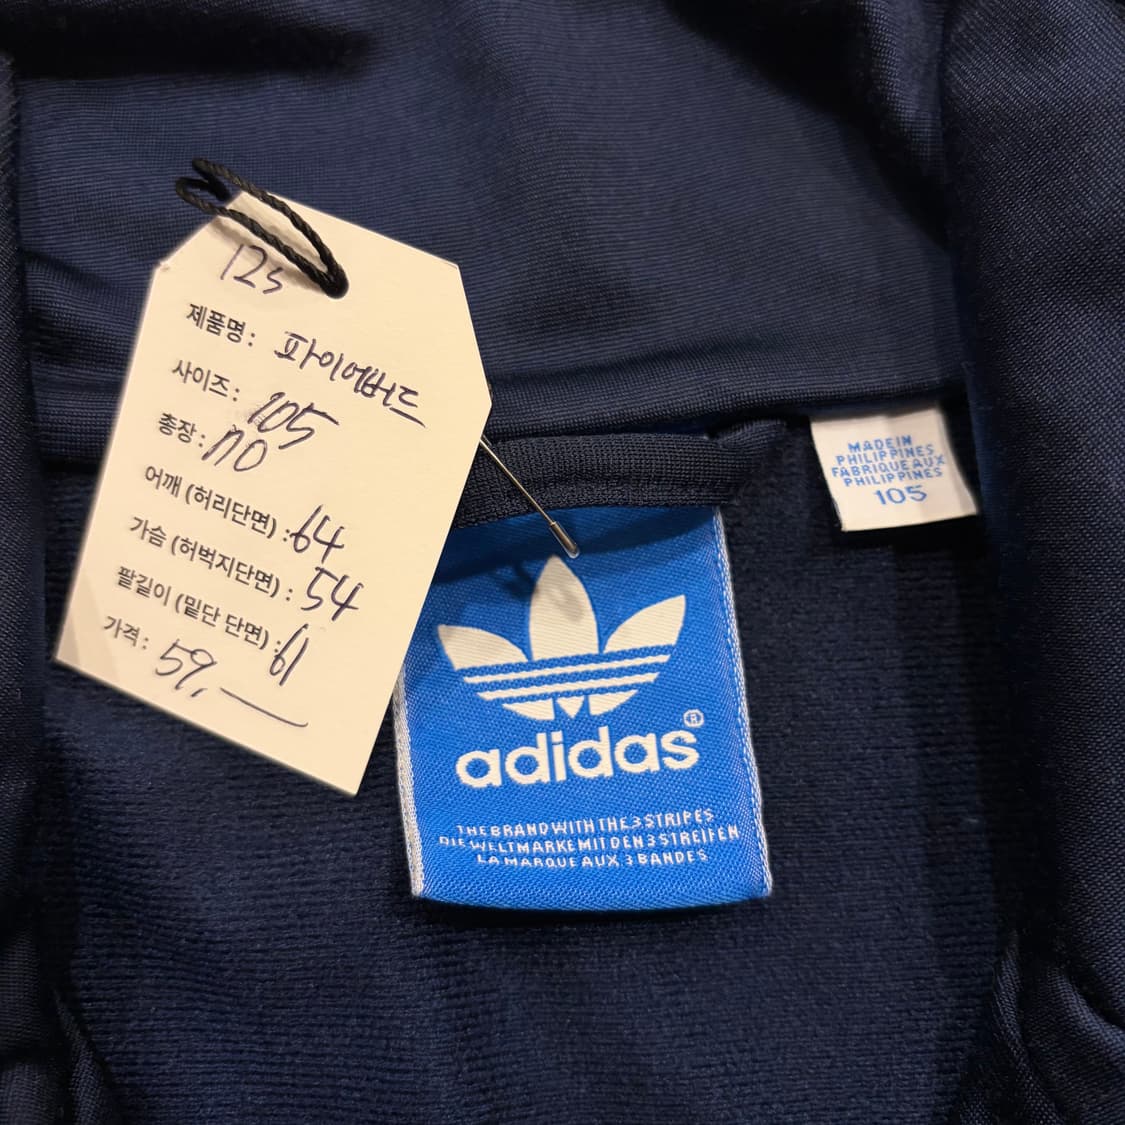 12s
제품명 : 파이어버드
사이즈 : 105
총장 : 70
어깨 (허리단면) : 64
가슴 (허벅지단면) : 54
팔길이 (밑단 단면) : 61
가격 : 59,—
MADE IN
PHILIPPINES
FABRIQUE AUX
PHILIPPINES
105
adidas®
THE BRAND WITH THE 3 STRIPES
DIE WELTMARKE MIT DEN 3 STREIFEN
LA MARQUE AUX 3 BANDES